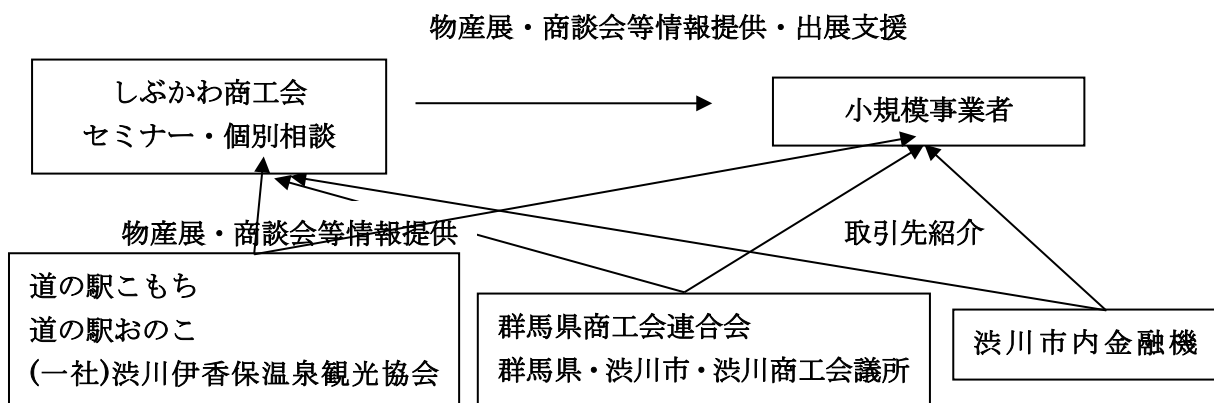 物産展・商談会等情報提供・出展支援
しぶかわ商工会
セミナー・個別相談
小規模事業者
物産展・商談会等情報提供
取引先紹介
道の駅こもち
道の駅おのこ
(一社)渋川伊香保温泉観光協会
群馬県商工会連合会
群馬県・渋川市・渋川商工会議所
渋川市内金融機